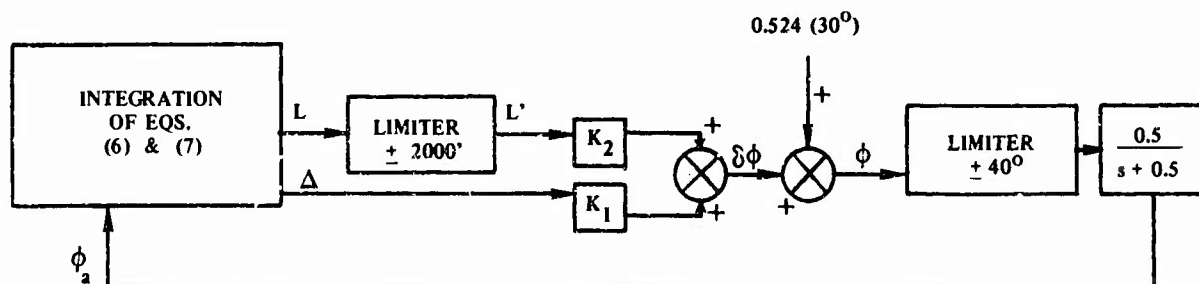 0.524 (30°)
+
INTEGRATION
OF EQS.
(6) & (7)
L
LIMITER
± 2000'
L'
K₂
+
Δ
K₁
+
δϕ
+
ϕ
LIMITER
± 40°
0.5
s + 0.5
ϕₐ